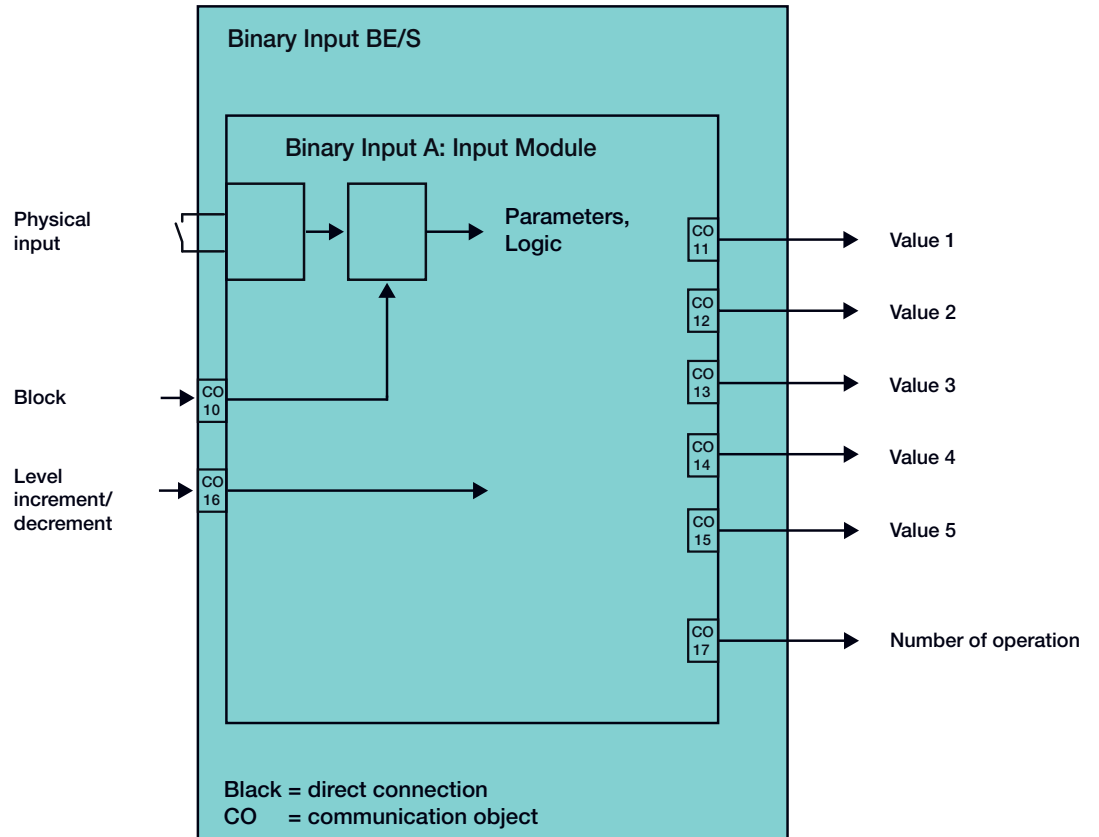 Binary Input BE/S
Binary Input A: Input Module
Physical
input
Parameters,
Logic
CO
11
Value 1
CO
12
Value 2
Block
CO
10
CO
13
Value 3
Level
increment/
decrement
CO
16
CO
14
Value 4
CO
15
Value 5
CO
17
Number of operation
Black = direct connection
CO = communication object